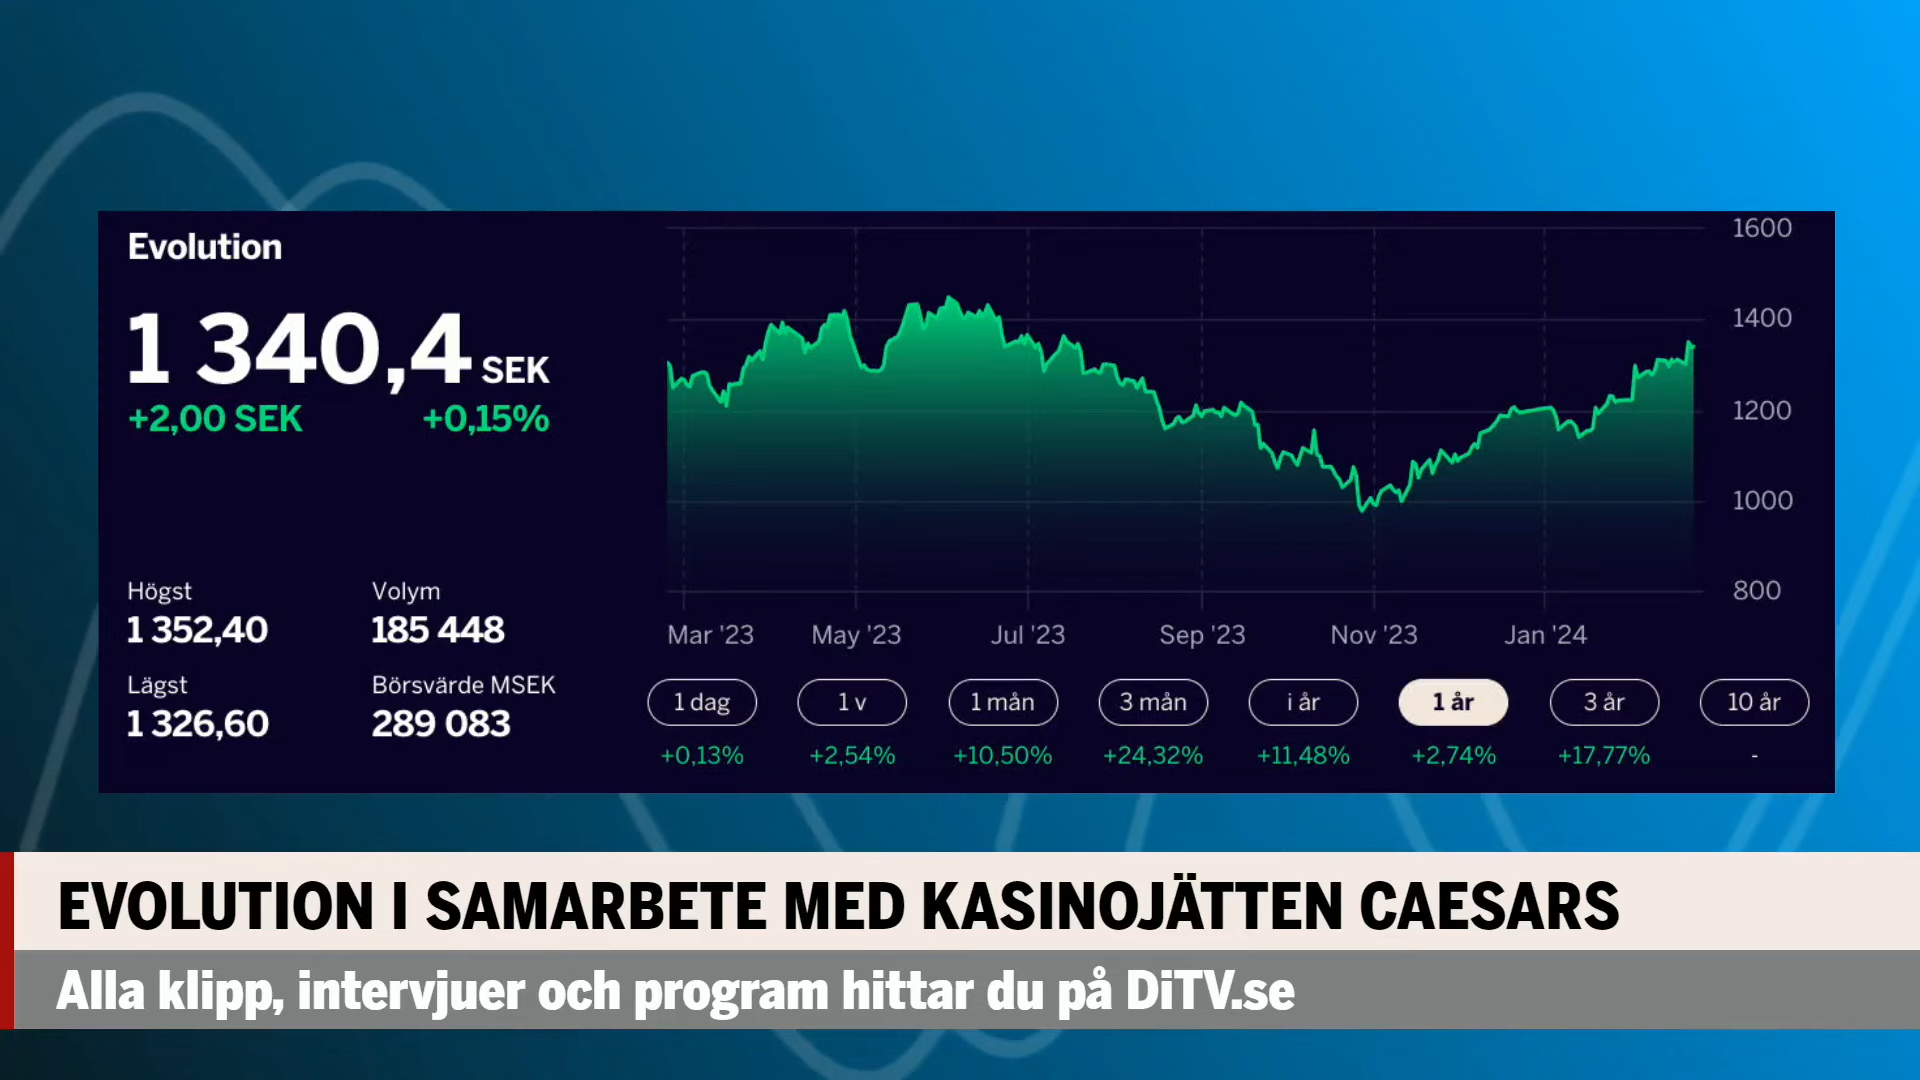 Evolution
1 340,4 SEK
+2,00 SEK +0,15%
Högst Volym
1 352,40 185 448
Lägst Börsvärde MSEK
1 326,60 289 083
1600
1400
1200
1000
800
Mar '23 May '23 Jul '23 Sep '23 Nov '23 Jan '24
1 dag 1 v 1 mån 3 mån i år 1 år 3 år 10 år
+0,13% +2,54% +10,50% +24,32% +11,48% +2,74% +17,77% -
EVOLUTION I SAMARBETE MED KASINOJÄTTEN CAESARS
Alla klipp, intervjuer och program hittar du på DiTV.se